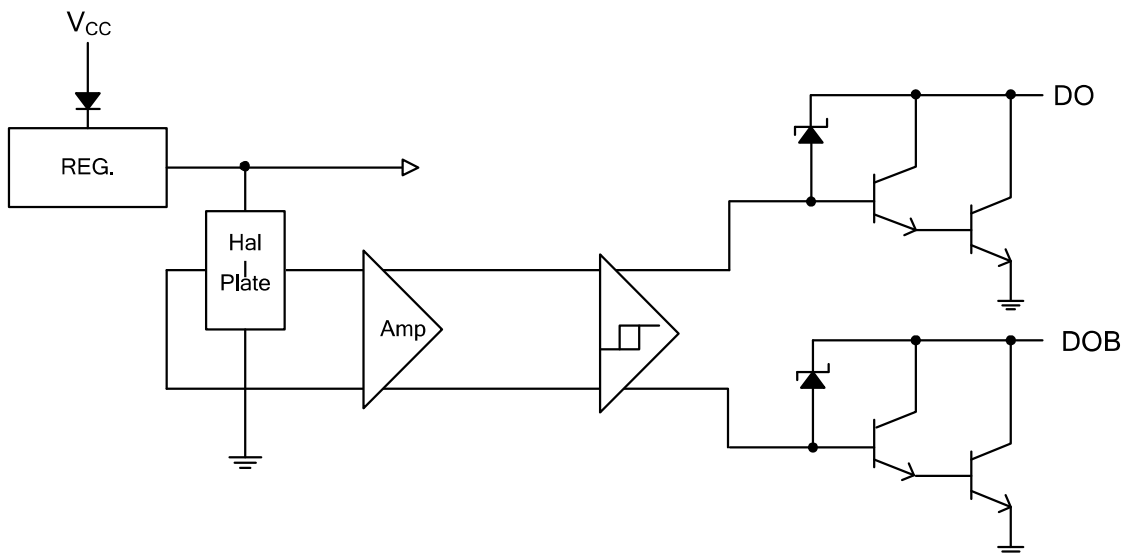 VCC
REG.
Hal
l
Plate
Amp
DO
DOB